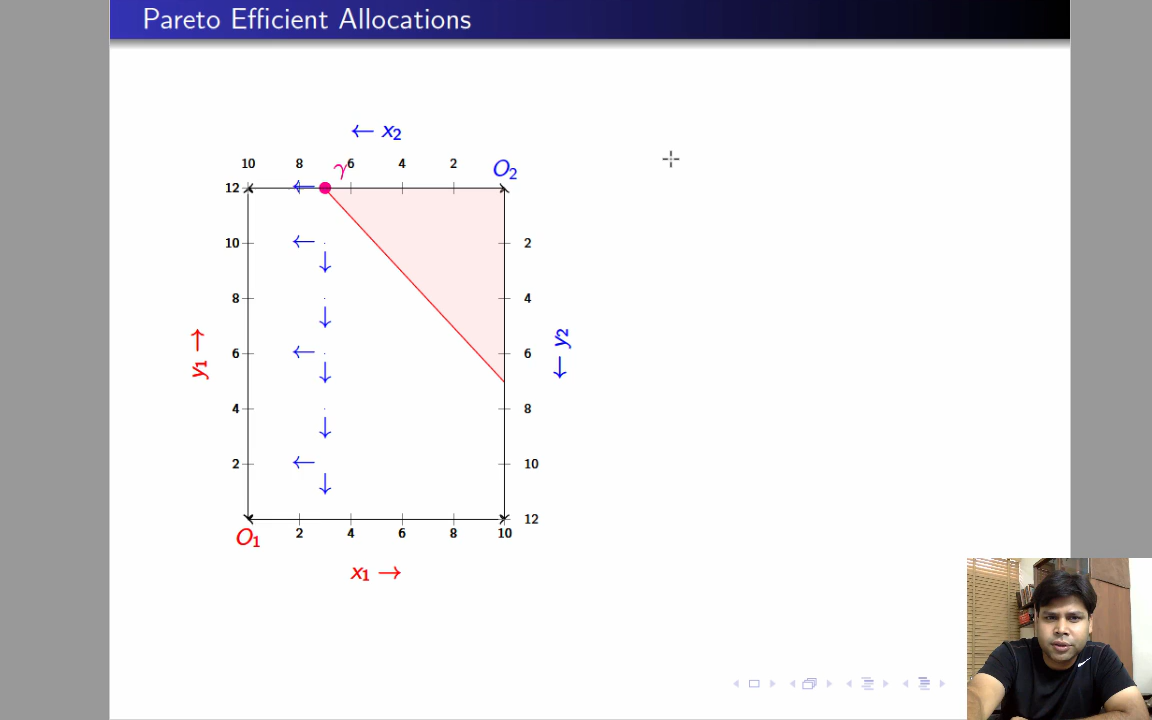 Pareto Efficient Allocations
← x₂
10 8 γ 6 4 2 O₂
12
10 2
8 4
y₁ → ← y₂
6 6
4 8
2 10
12
O₁ 2 4 6 8 10
x₁ →